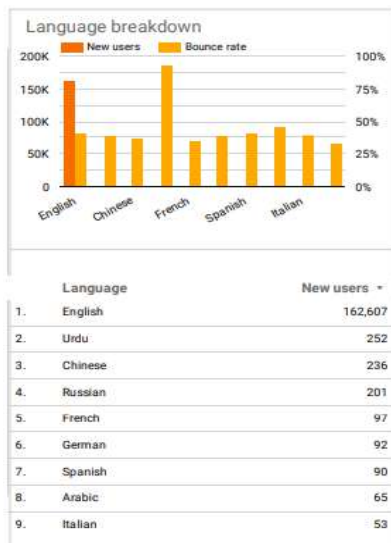 Language breakdown
New users Bounce rate
200K 100%
150K 75%
100K 50%
50K 25%
0 0%
English Chinese French Spanish Italian
Language New users
1. English 162,607
2. Urdu 252
3. Chinese 236
4. Russian 201
5. French 97
6. German 92
7. Spanish 90
8. Arabic 65
9. Italian 53